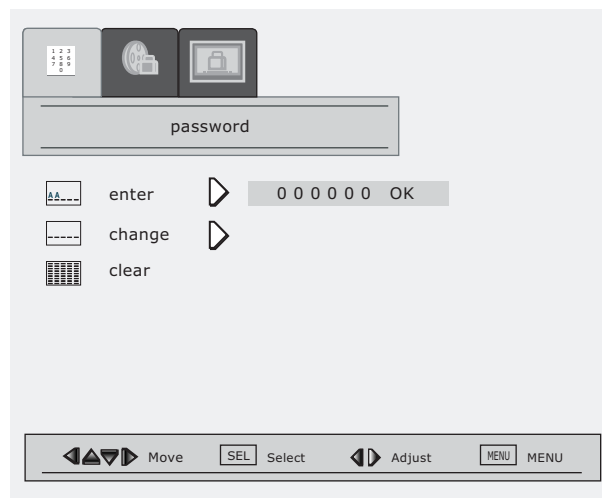 1 2 3
4 5 6
7 8 9
0
password
AA___ enter 0 0 0 0 0 0 OK
----- change
clear
Move SEL Select Adjust MENU MENU